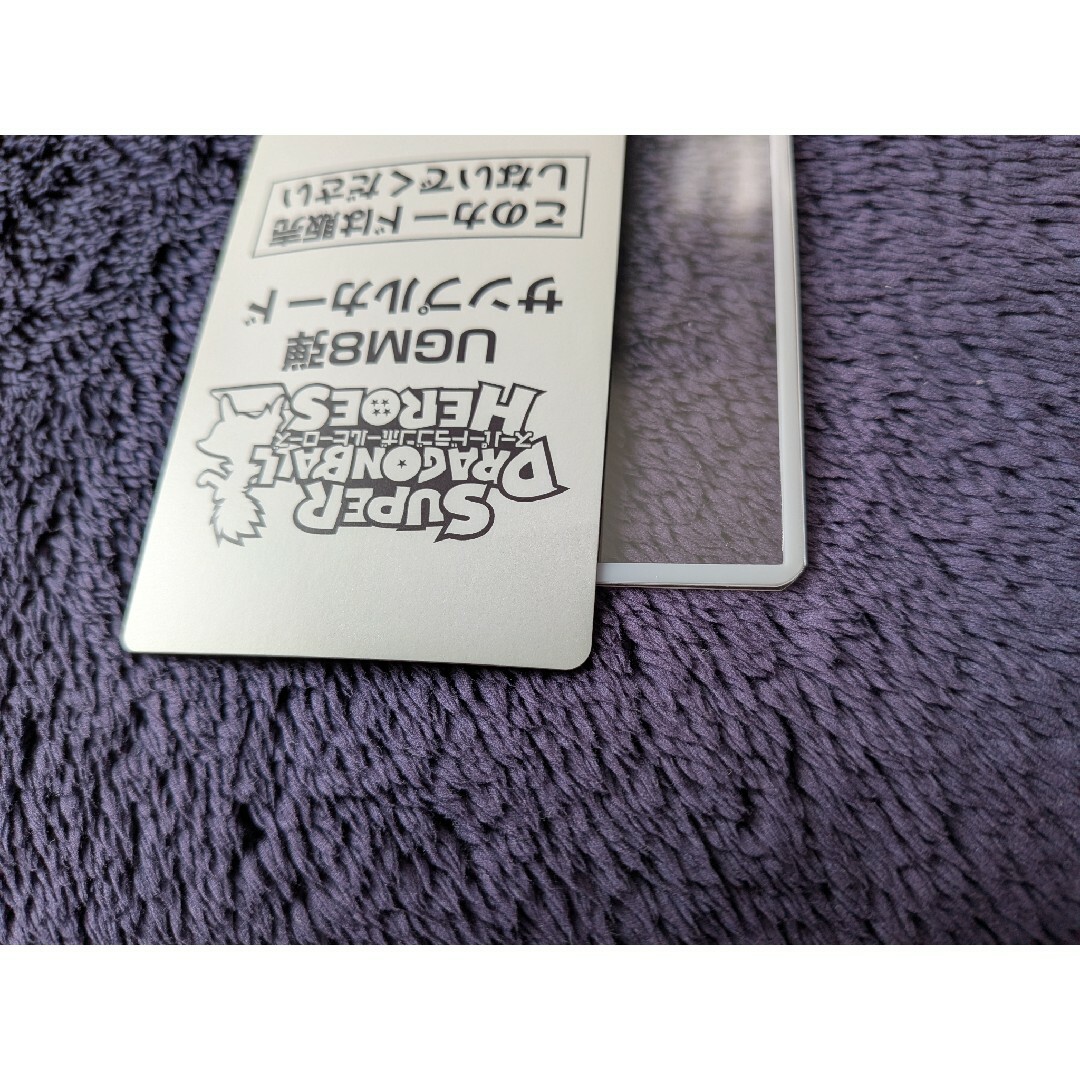 SUPER
DRAGONBALL
スーパードラゴンボールヒーローズ
HEROES
UGM8弾
サンプルカード
このカードは販売
しないでください